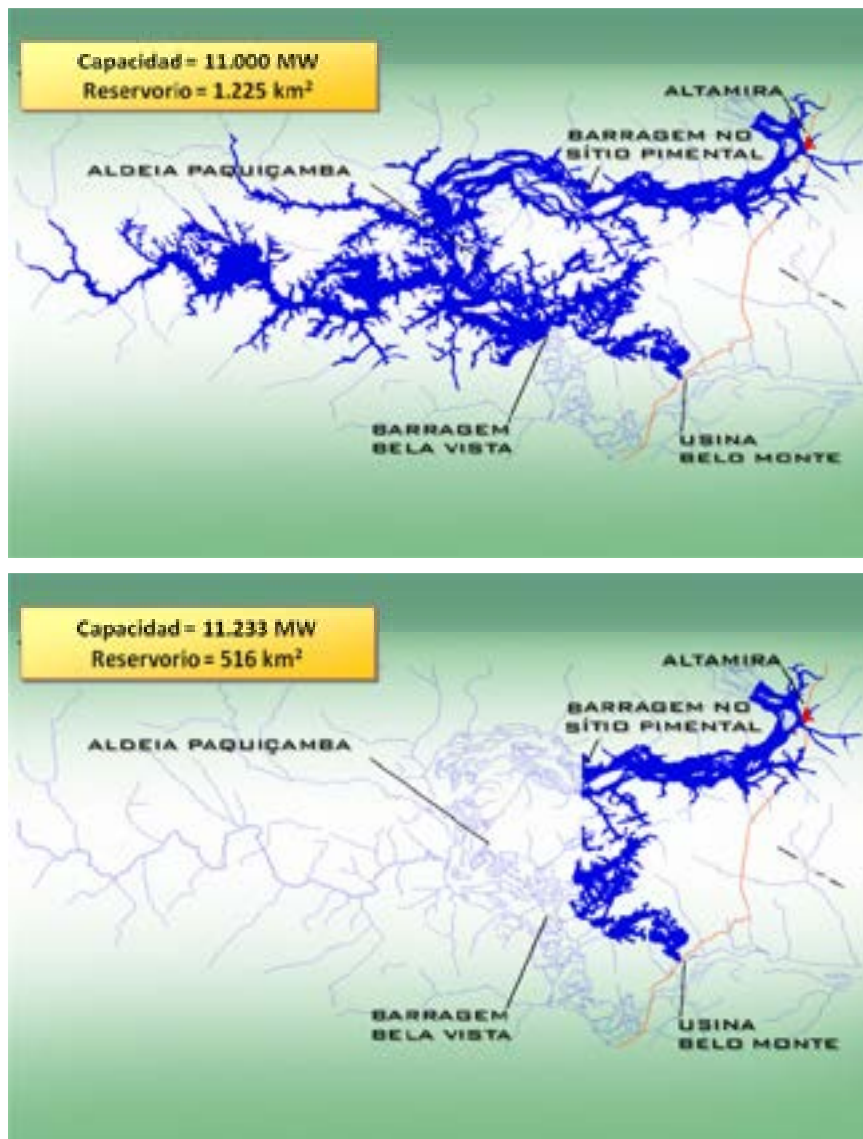 Capacidad = 11.000 MW
Reservorio = 1.225 km²
ALTAMIRA
BARRAGEM NO
SÍTIO PIMENTAL
ALDEIA PAQUIÇAMBA
BARRAGEM
BELA VISTA
USINA
BELO MONTE
Capacidad = 11.233 MW
Reservorio = 516 km²
ALTAMIRA
BARRAGEM NO
SÍTIO PIMENTAL
ALDEIA PAQUIÇAMBA
BARRAGEM
BELA VISTA
USINA
BELO MONTE